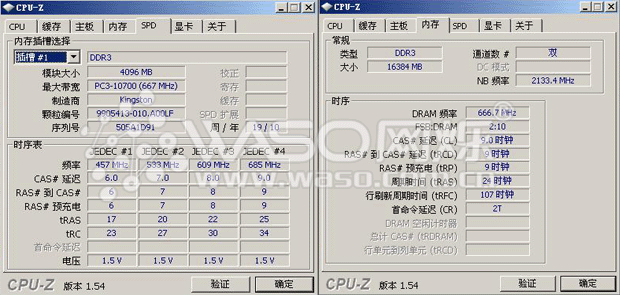 CPU-Z
CPU 缓存 主板 内存 SPD 显卡 关于
内存插槽选择
插槽 #1 DDR3
模块大小 4096 MB 校正
最大带宽 PC3-10700 (667 MHz) 寄存
制造商 Kingston 缓存
颗粒编号 9905413-010.A00LF SPD 扩展
序列号 505A1D91 周 / 年 19 / 10
时序表
JEDEC #1 JEDEC #2 JEDEC #3 JEDEC #4
频率 457 MHz 533 MHz 609 MHz 685 MHz
CAS# 延迟 6.0 7.0 8.0 9.0
RAS# 到 CAS# 6 7 8 9
RAS# 预充电 6 7 8 9
tRAS 17 20 22 25
tRC 23 27 30 34
首命令延迟
电压 1.5 V 1.5 V 1.5 V 1.5 V
CPU-Z 版本 1.54 验证 确定
CPU-Z
CPU 缓存 主板 内存 SPD 显卡 关于
常规
类型 DDR3 通道数 # 双
大小 16384 MB DC 模式
NB 频率 2133.4 MHz
时序
DRAM 频率 666.7 MHz
FSB:DRAM 2:10
CAS# 延迟 (CL) 9.0 时钟
RAS# 到 CAS# 延迟 (tRCD) 9 时钟
RAS# 预充电 (tRP) 9 时钟
周期时间 (tRAS) 24 时钟
行刷新周期时间 (tRFC) 107 时钟
首命令延迟 (CR) 2T
DRAM 空闲计时器
总计 CAS# (tRDRAM)
行单元到列单元 (tRCD)
CPU-Z 版本 1.54 验证 确定
WASO
www.waso.com